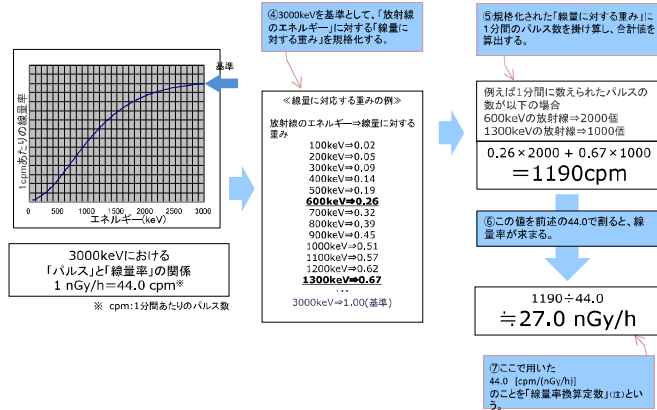 ④3000keVを基準として、「放射線
のエネルギー」に対する「線量に
対する重み」を規格化する。
⑤規格化された「線量に対する重み」に
1分間のパルス数を掛け算し、合計値を
算出する。
基準
1cpmあたりの線量率
0 500 1000 1500 2000 2500 3000
エネルギー(keV)
3000keVにおける
「パルス」と「線量率」の関係
1 nGy/h＝44.0 cpm※
※ cpm:1分間あたりのパルス数
≪線量に対応する重みの例≫
放射線のエネルギー⇒線量に対する
重み
100keV⇒0.02
200keV⇒0.05
300keV⇒0.09
400keV⇒0.14
500keV⇒0.19
600keV⇒0.26
700keV⇒0.32
800keV⇒0.39
900keV⇒0.45
1000keV⇒0.51
1100keV⇒0.57
1200keV⇒0.62
1300keV⇒0.67
…
3000keV⇒1.00(基準)
例えば1分間に数えられたパルスの
数が以下の場合
600keVの放射線⇒2000個
1300keVの放射線⇒1000個
0.26×2000 + 0.67×1000
＝1190cpm
⑥この値を前述の44.0で割ると、線
量率が求まる。
1190÷44.0
≒27.0 nGy/h
⑦ここで用いた
44.0 [cpm/(nGy/h)]
のことを「線量率換算定数」(注)とい
う。